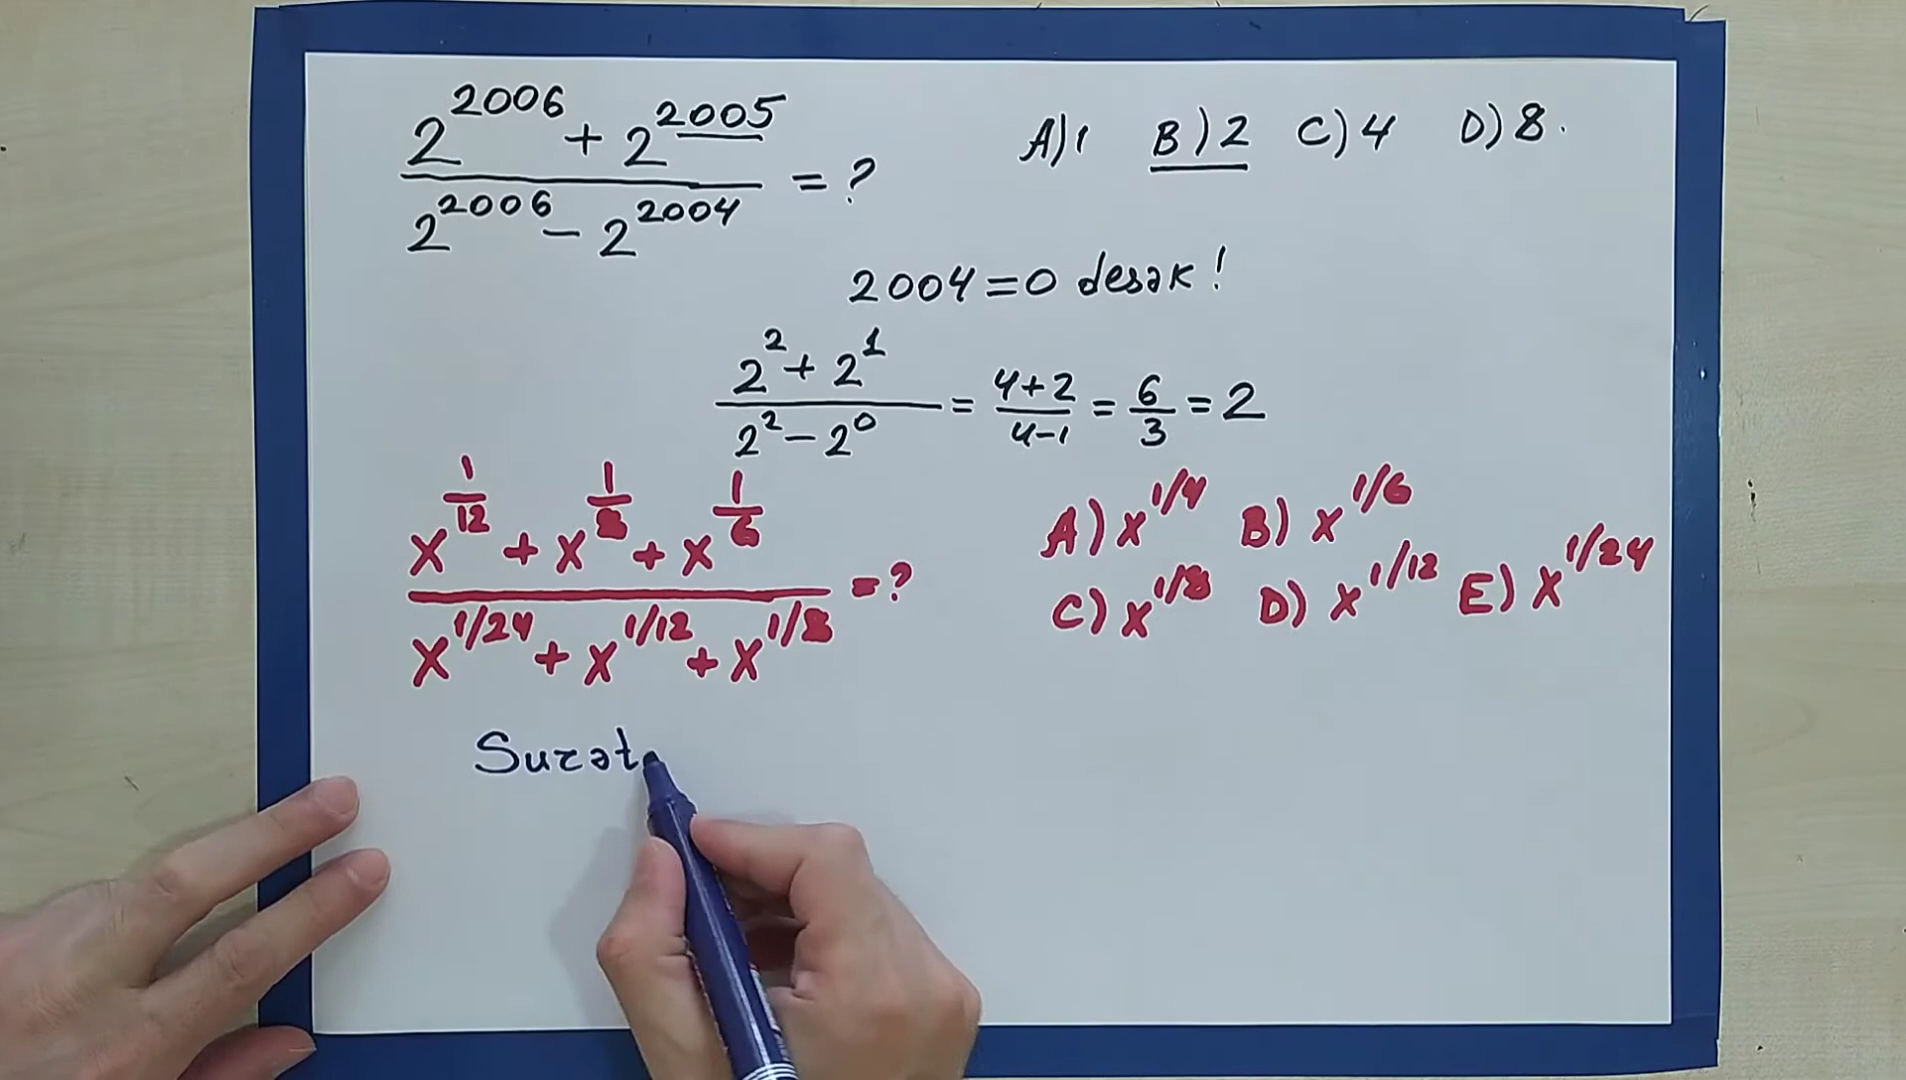 2^2006 + 2^2005 / 2^2006 - 2^2004 = ?
A) 1 B) 2 C) 4 D) 8.
2004 = 0 desək!
2^2 + 2^1 / 2^2 - 2^0 = 4+2 / 4-1 = 6/3 = 2
x^1/12 + x^1/8 + x^1/6 / x^1/24 + x^1/12 + x^1/8 = ?
A) x^1/4 B) x^1/6
C) x^1/8 D) x^1/12 E) x^1/24
Surət